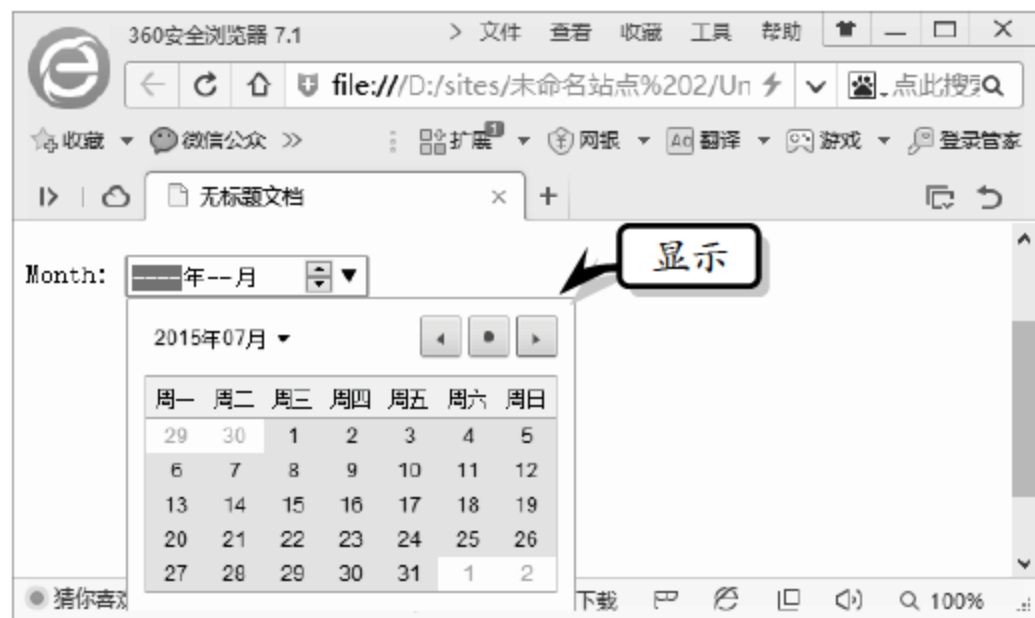 360安全浏览器 7.1 > 文件 查看 收藏 工具 帮助
file:///D:/sites/未命名站点%202/Un 点此搜索
收藏 微信公众 >> 扩展 1 网银 Ad 翻译 游戏 登录管家
无标题文档 × +
显示
Month: ----年--月
2015年07月
周一 周二 周三 周四 周五 周六 周日
29 30 1 2 3 4 5
6 7 8 9 10 11 12
13 14 15 16 17 18 19
20 21 22 23 24 25 26
27 28 29 30 31 1 2
猜你喜欢 下载 100%